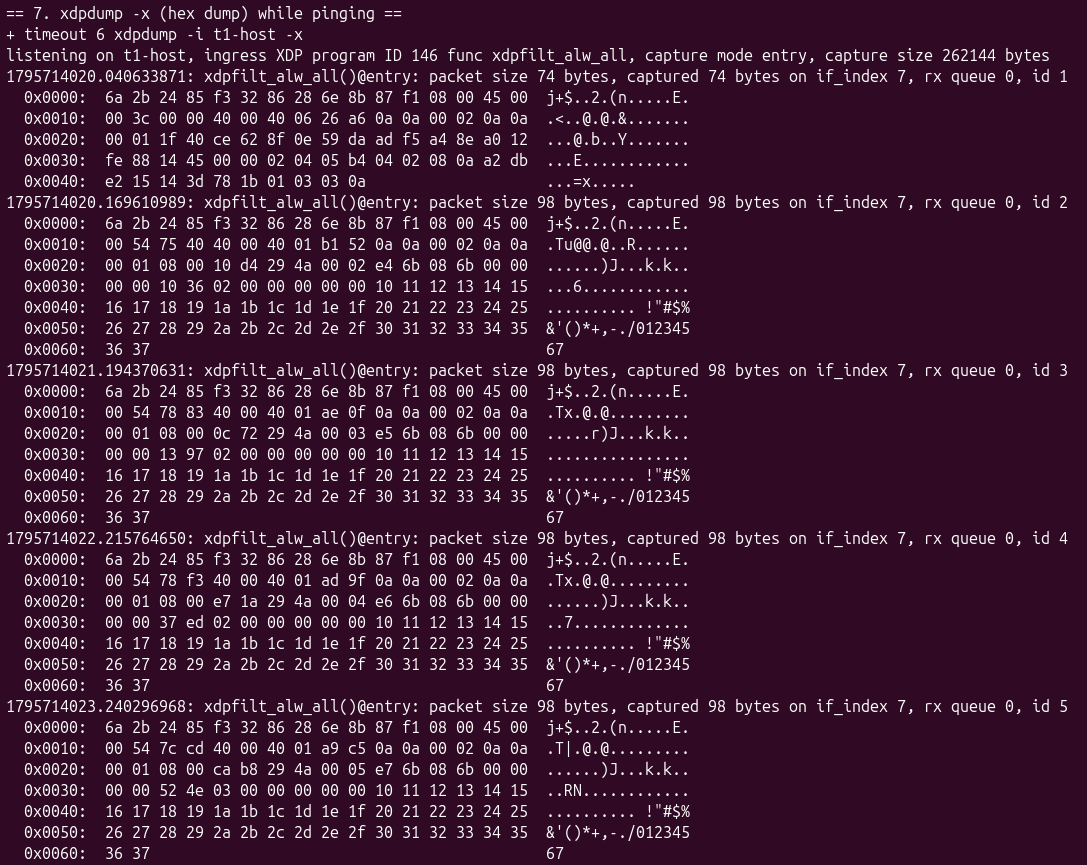 == 7. xdpdump -x (hex dump) while pinging ==
+ timeout 6 xdpdump -i t1-host -x
listening on t1-host, ingress XDP program ID 146 func xdpfilt_alw_all, capture mode entry, capture size 262144 bytes
1795714020.040633871: xdpfilt_alw_all()@entry: packet size 74 bytes, captured 74 bytes on if_index 7, rx queue 0, id 1
  0x0000:  6a 2b 24 85 f3 32 86 28 6e 8b 87 f1 08 00 45 00  j+$..2.(n.....E.
  0x0010:  00 3c 00 00 40 00 40 06 26 a6 0a 0a 00 02 0a 0a  .<..@.@.&.......
  0x0020:  00 01 1f 40 ce 62 8f 0e 59 da ad f5 a4 8e a0 12  ...@.b..Y.......
  0x0030:  fe 88 14 45 00 00 02 04 05 b4 04 02 08 0a a2 db  ...E............
  0x0040:  e2 15 14 3d 78 1b 01 03 03 0a                    ...=x.....
1795714020.169610989: xdpfilt_alw_all()@entry: packet size 98 bytes, captured 98 bytes on if_index 7, rx queue 0, id 2
  0x0000:  6a 2b 24 85 f3 32 86 28 6e 8b 87 f1 08 00 45 00  j+$..2.(n.....E.
  0x0010:  00 54 75 40 40 00 40 01 b1 52 0a 0a 00 02 0a 0a  .Tu@@.@..R......
  0x0020:  00 01 08 00 10 d4 29 4a 00 02 e4 6b 08 6b 00 00  ......)J...k.k..
  0x0030:  00 00 10 36 02 00 00 00 00 00 10 11 12 13 14 15  ...6............
  0x0040:  16 17 18 19 1a 1b 1c 1d 1e 1f 20 21 22 23 24 25  .......... !"#$%
  0x0050:  26 27 28 29 2a 2b 2c 2d 2e 2f 30 31 32 33 34 35  &'()*+,-./012345
  0x0060:  36 37                                            67
1795714021.194370631: xdpfilt_alw_all()@entry: packet size 98 bytes, captured 98 bytes on if_index 7, rx queue 0, id 3
  0x0000:  6a 2b 24 85 f3 32 86 28 6e 8b 87 f1 08 00 45 00  j+$..2.(n.....E.
  0x0010:  00 54 78 83 40 00 40 01 ae 0f 0a 0a 00 02 0a 0a  .Tx.@.@.........
  0x0020:  00 01 08 00 0c 72 29 4a 00 03 e5 6b 08 6b 00 00  .....r)J...k.k..
  0x0030:  00 00 13 97 02 00 00 00 00 00 10 11 12 13 14 15  ................
  0x0040:  16 17 18 19 1a 1b 1c 1d 1e 1f 20 21 22 23 24 25  .......... !"#$%
  0x0050:  26 27 28 29 2a 2b 2c 2d 2e 2f 30 31 32 33 34 35  &'()*+,-./012345
  0x0060:  36 37                                            67
1795714022.215764650: xdpfilt_alw_all()@entry: packet size 98 bytes, captured 98 bytes on if_index 7, rx queue 0, id 4
  0x0000:  6a 2b 24 85 f3 32 86 28 6e 8b 87 f1 08 00 45 00  j+$..2.(n.....E.
  0x0010:  00 54 78 f3 40 00 40 01 ad 9f 0a 0a 00 02 0a 0a  .Tx.@.@.........
  0x0020:  00 01 08 00 e7 1a 29 4a 00 04 e6 6b 08 6b 00 00  ......)J...k.k..
  0x0030:  00 00 37 ed 02 00 00 00 00 00 10 11 12 13 14 15  ..7.............
  0x0040:  16 17 18 19 1a 1b 1c 1d 1e 1f 20 21 22 23 24 25  .......... !"#$%
  0x0050:  26 27 28 29 2a 2b 2c 2d 2e 2f 30 31 32 33 34 35  &'()*+,-./012345
  0x0060:  36 37                                            67
1795714023.240296968: xdpfilt_alw_all()@entry: packet size 98 bytes, captured 98 bytes on if_index 7, rx queue 0, id 5
  0x0000:  6a 2b 24 85 f3 32 86 28 6e 8b 87 f1 08 00 45 00  j+$..2.(n.....E.
  0x0010:  00 54 7c cd 40 00 40 01 a9 c5 0a 0a 00 02 0a 0a  .T|.@.@.........
  0x0020:  00 01 08 00 ca b8 29 4a 00 05 e7 6b 08 6b 00 00  ......)J...k.k..
  0x0030:  00 00 52 4e 03 00 00 00 00 00 10 11 12 13 14 15  ..RN............
  0x0040:  16 17 18 19 1a 1b 1c 1d 1e 1f 20 21 22 23 24 25  .......... !"#$%
  0x0050:  26 27 28 29 2a 2b 2c 2d 2e 2f 30 31 32 33 34 35  &'()*+,-./012345
  0x0060:  36 37                                            67